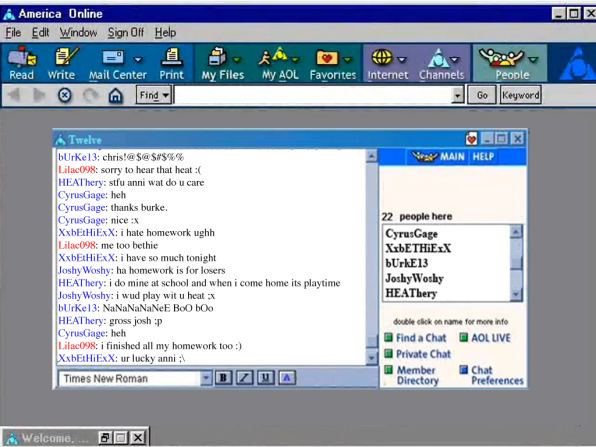 America Online
File Edit Window Sign Off Help
Read Write Mail Center Print My Files My AOL Favorites Internet Channels People
Find Go Keyword
Twelve
bUrKe13: chris!@$@$#$%%
Lilac098: sorry to hear that heat :(
HEAThery: stfu anni wat do u care
CyrusGage: heh
CyrusGage: thanks burke.
CyrusGage: nice :x
XxbEtHiExX: i hate homework ughh
Lilac098: me too bethie
XxbEtHiExX: i have so much tonight
JoshyWoshy: ha homework is for losers
HEAThery: i do mine at school and when i come home its playtime
JoshyWoshy: i wud play wit u heat ;x
bUrKe13: NaNaNaNaNeE BoO bOo
HEAThery: gross josh ;p
CyrusGage: heh
Lilac098: i finished all my homework too :)
XxbEtHiExX: ur lucky anni ;\
Times New Roman
B I U A
MAIN HELP
22 people here
CyrusGage
XxbETHiExX
bUrkE13
JoshyWoshy
HEAThery
double click on name for more info
Find a Chat AOL LIVE
Private Chat
Member Directory
Chat Preferences
Welcome, ...